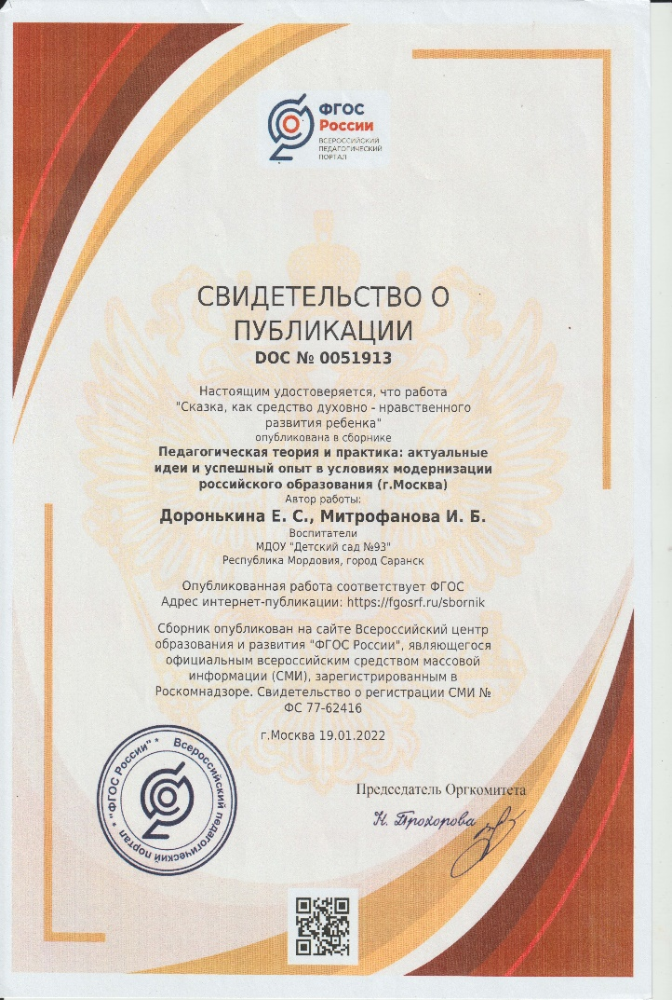 ФГОС
России
ВСЕРОССИЙСКИЙ
ПЕДАГОГИЧЕСКИЙ
ПОРТАЛ
СВИДЕТЕЛЬСТВО О
ПУБЛИКАЦИИ
DOC № 0051913
Настоящим удостоверяется, что работа
"Сказка, как средство духовно - нравственного
развития ребенка"
опубликована в сборнике
Педагогическая теория и практика: актуальные
идеи и успешный опыт в условиях модернизации
российского образования (г.Москва)
Автор работы:
Доронькина Е. С., Митрофанова И. Б.
Воспитатели
МДОУ "Детский сад №93"
Республика Мордовия, город Саранск
Опубликованная работа соответствует ФГОС
Адрес интернет-публикации: https://fgosrf.ru/sbornik
Сборник опубликован на сайте Всероссийский центр
образования и развития "ФГОС России", являющегося
официальным всероссийским средством массовой
информации (СМИ), зарегистрированным в
Роскомнадзоре. Свидетельство о регистрации СМИ №
ФС 77-62416
г.Москва 19.01.2022
Председатель Оргкомитета
Н. Прохорова
Всероссийский педагогический портал * "ФГОС России" *